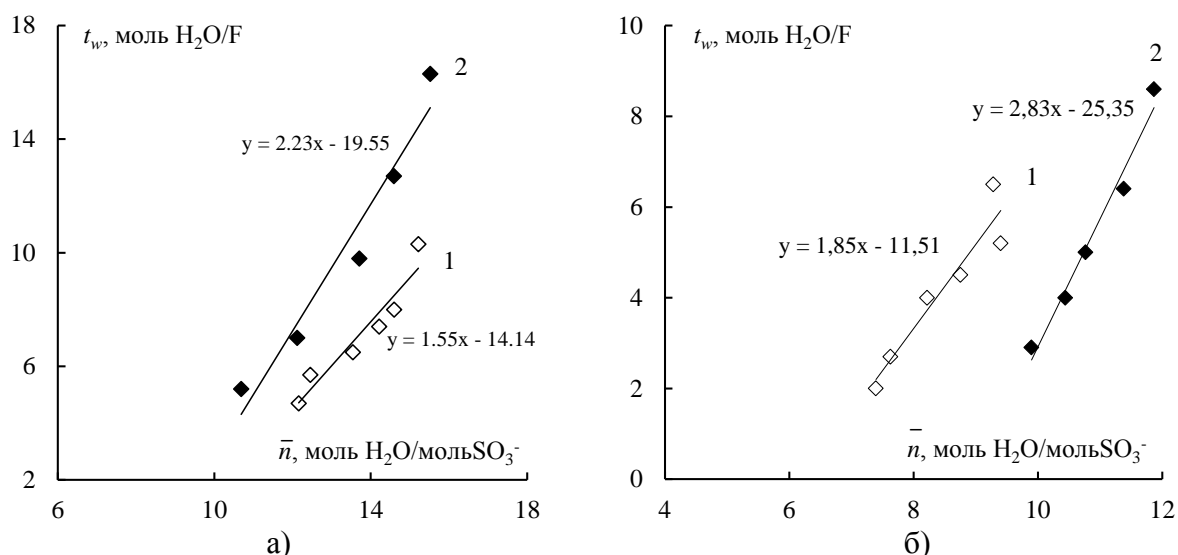 18
14
10
6
2
t_w, моль H₂O/F
2
y = 2.23x - 19.55
1
y = 1.55x - 14.14
n̅, моль H₂O/мольSO₃⁻
6 10 14 18
а)
10
8
6
4
2
0
t_w, моль H₂O/F
2
y = 2,83x - 25,35
1
y = 1,85x - 11,51
n̅, моль H₂O/мольSO₃⁻
4 6 8 10 12
б)